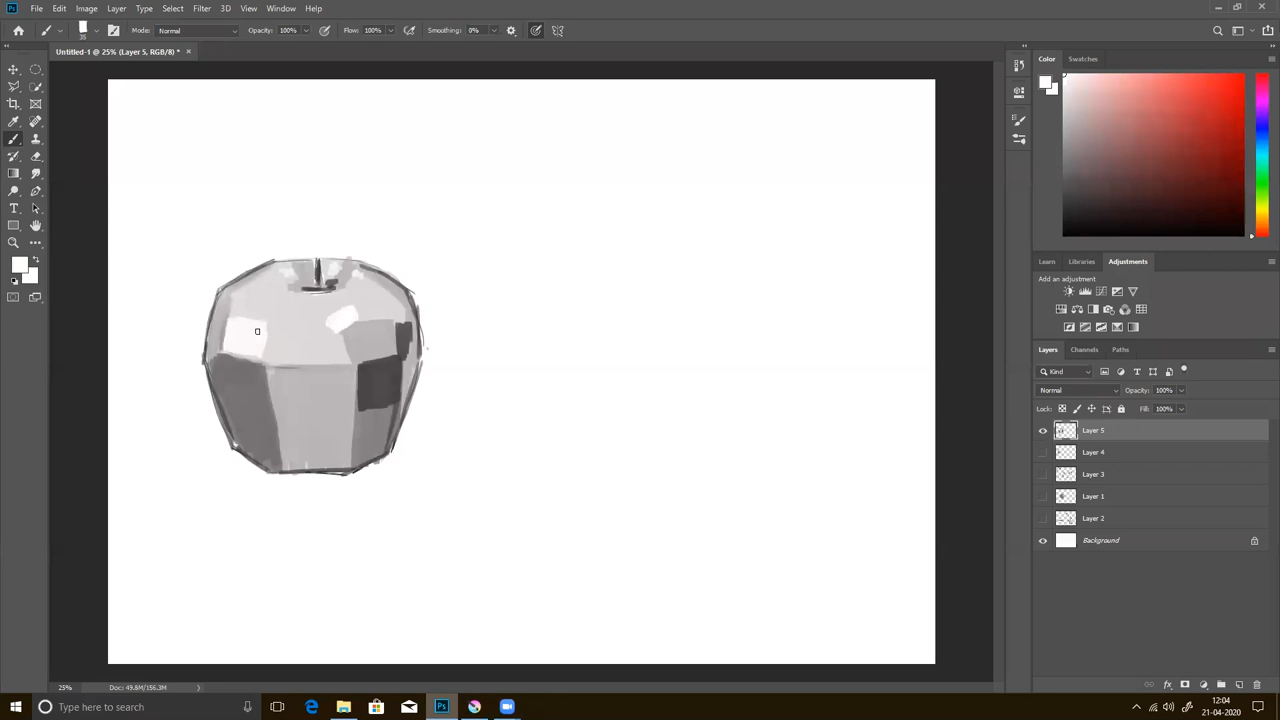 Ps File Edit Image Layer Type Select Filter 3D View Window Help
35 Mode: Normal Opacity: 100% Flow: 100% Smoothing: 0%
Untitled-1 @ 25% (Layer 5, RGB/8) * ×
Color Swatches
Learn Libraries Adjustments
Add an adjustment
Layers Channels Paths
Kind
Normal Opacity: 100%
Lock: Fill: 100%
Layer 5
Layer 4
Layer 3
Layer 1
Layer 2
Background
25% Doc: 49.8M/156.3M
Type here to search
Ps
12:04
21-04-2020